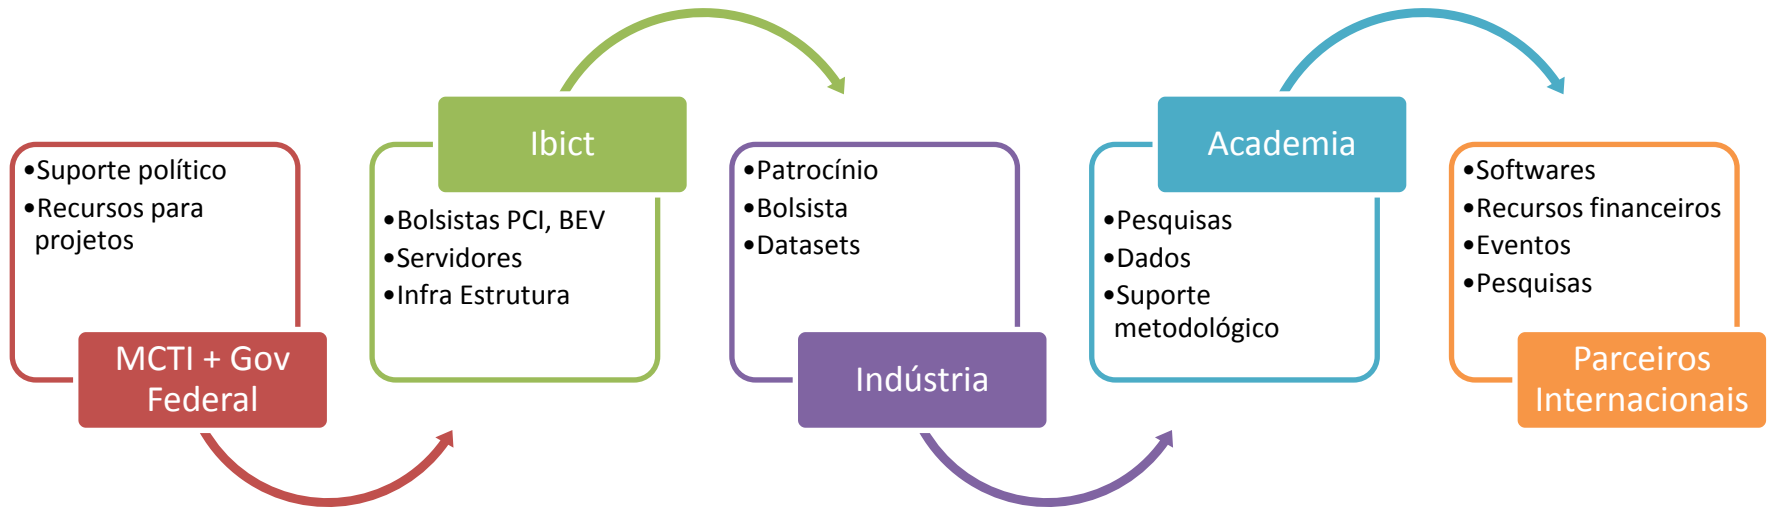 •Suporte político
•Recursos para
projetos
MCTI + Gov
Federal
Ibict
•Bolsistas PCI, BEV
•Servidores
•Infra Estrutura
•Patrocínio
•Bolsista
•Datasets
Indústria
Academia
•Pesquisas
•Dados
•Suporte
metodológico
•Softwares
•Recursos financeiros
•Eventos
•Pesquisas
Parceiros
Internacionais